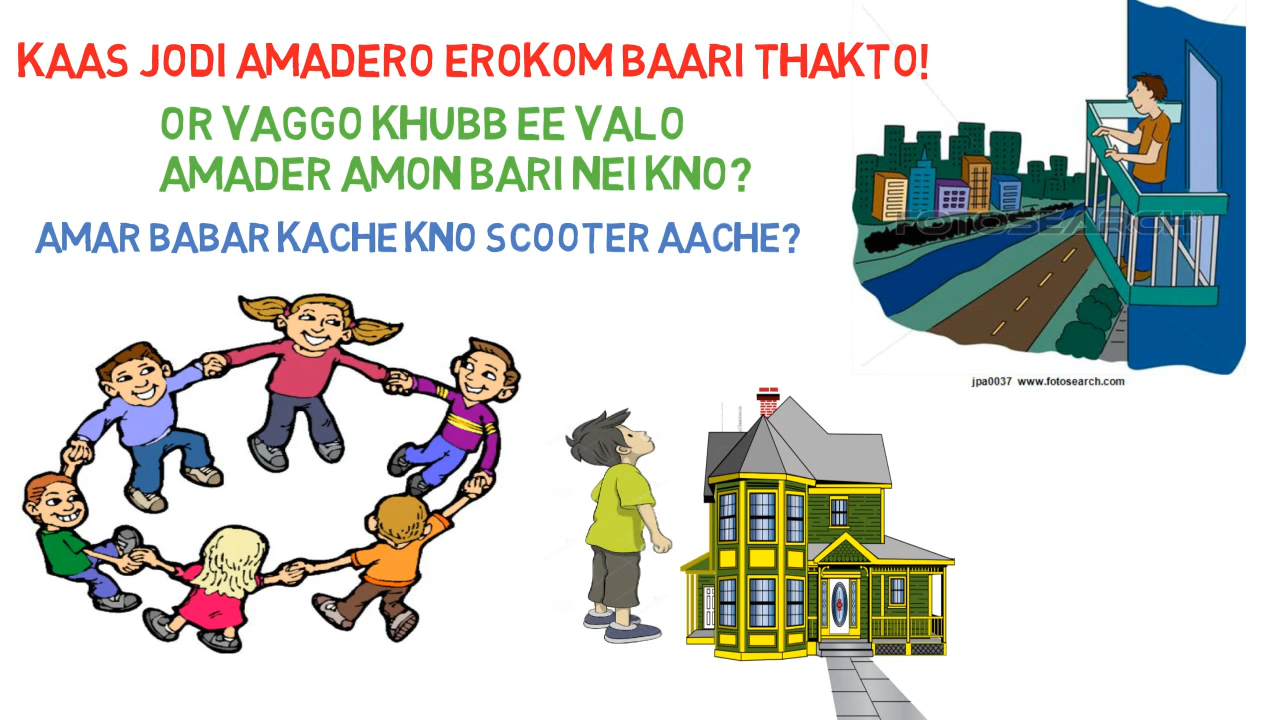 KAAS JODI AMADERO EROKOM BAARI THAKTO!
OR VAGGO KHUBB EE VALO
AMADER AMON BARI NEI KNO?
AMAR BABAR KACHE KNO SCOOTER AACHE?
FOTOSEARCH®
jpa0037 www.fotosearch.com